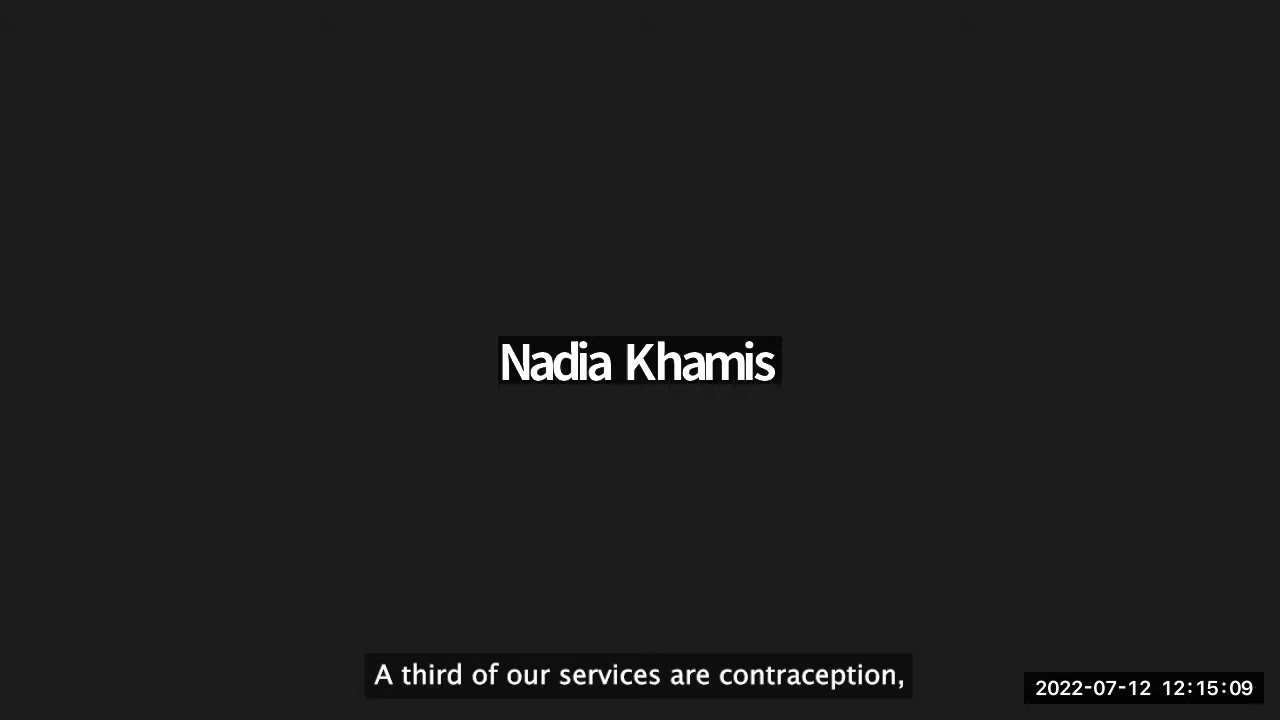 Nadia Khamis
A third of our services are contraception,
2022-07-12 12:15:09